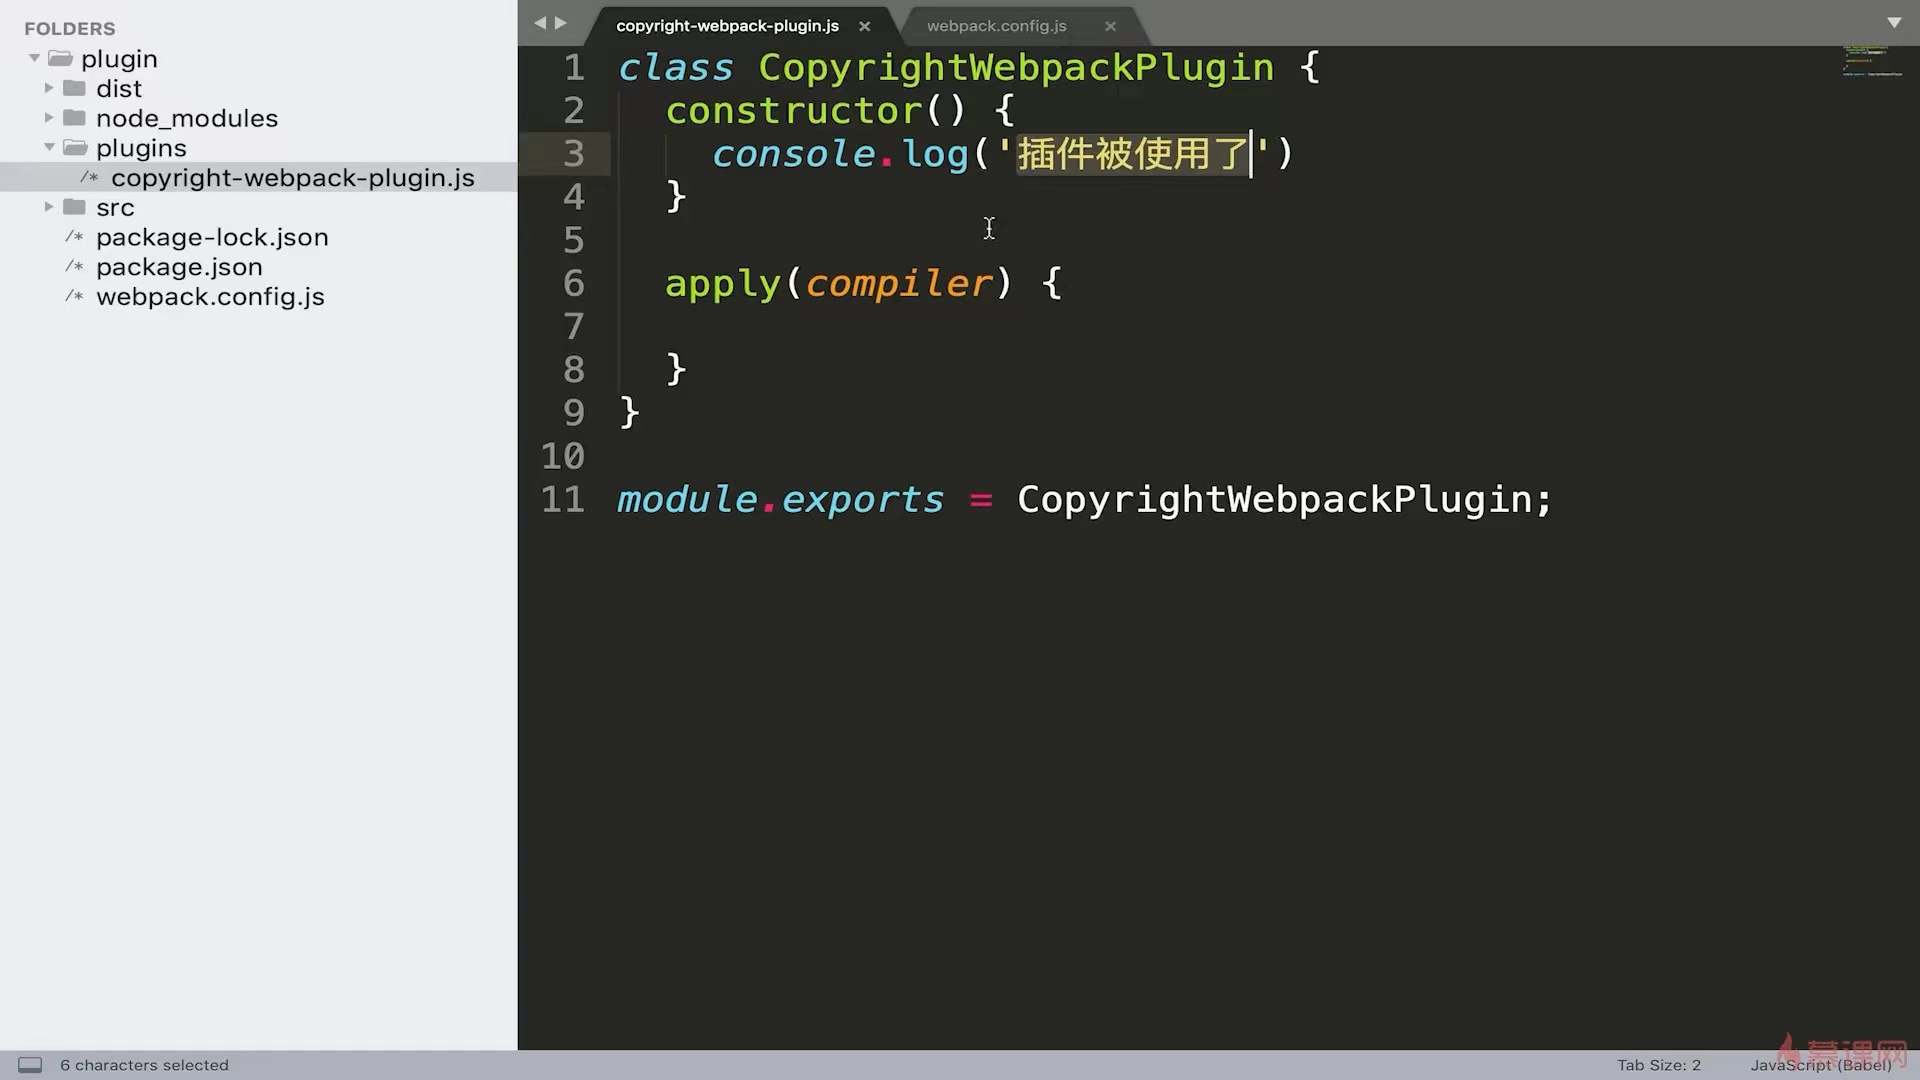 FOLDERS
plugin
dist
node_modules
plugins
/* copyright-webpack-plugin.js
src
/* package-lock.json
/* package.json
/* webpack.config.js
copyright-webpack-plugin.js ×
webpack.config.js ×
1 class CopyrightWebpackPlugin {
2 constructor() {
3 console.log('插件被使用了')
4 }
5
6 apply(compiler) {
7
8 }
9 }
10
11 module.exports = CopyrightWebpackPlugin;
6 characters selected
Tab Size: 2
JavaScript (Babel)
慕课网